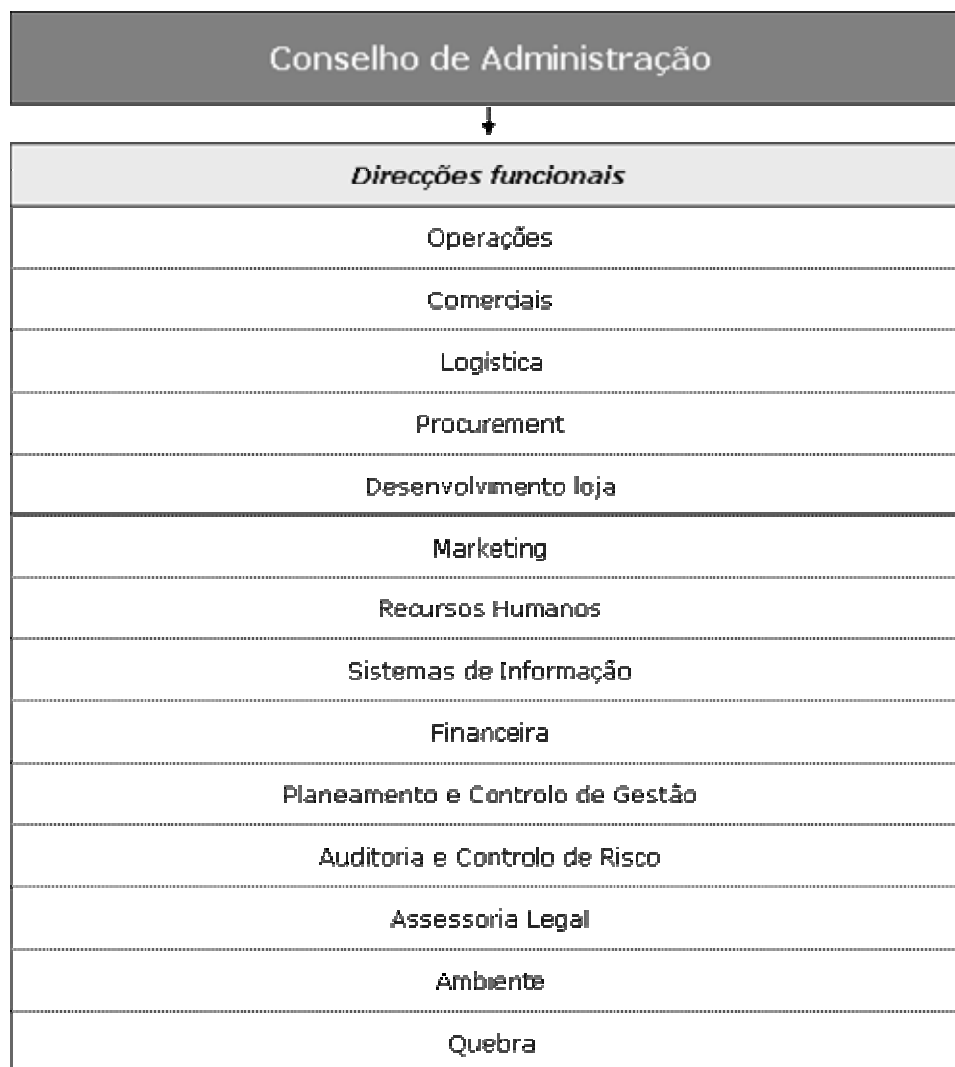 Conselho de Administração
Direcções funcionais
Operações
Comerciais
Logística
Procurement
Desenvolvimento loja
Marketing
Recursos Humanos
Sistemas de Informação
Financeira
Planeamento e Controlo de Gestão
Auditoria e Controlo de Risco
Assessoria Legal
Ambiente
Quebra